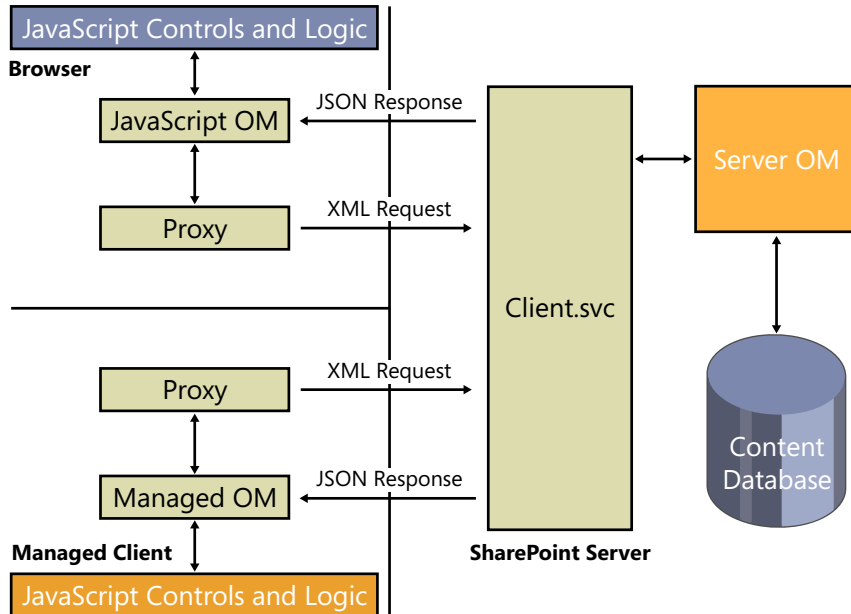 JavaScript Controls and Logic
Browser
JSON Response
JavaScript OM
Server OM
XML Request
Proxy
Client.svc
XML Request
Proxy
Content
Database
JSON Response
Managed OM
Managed Client
SharePoint Server
JavaScript Controls and Logic